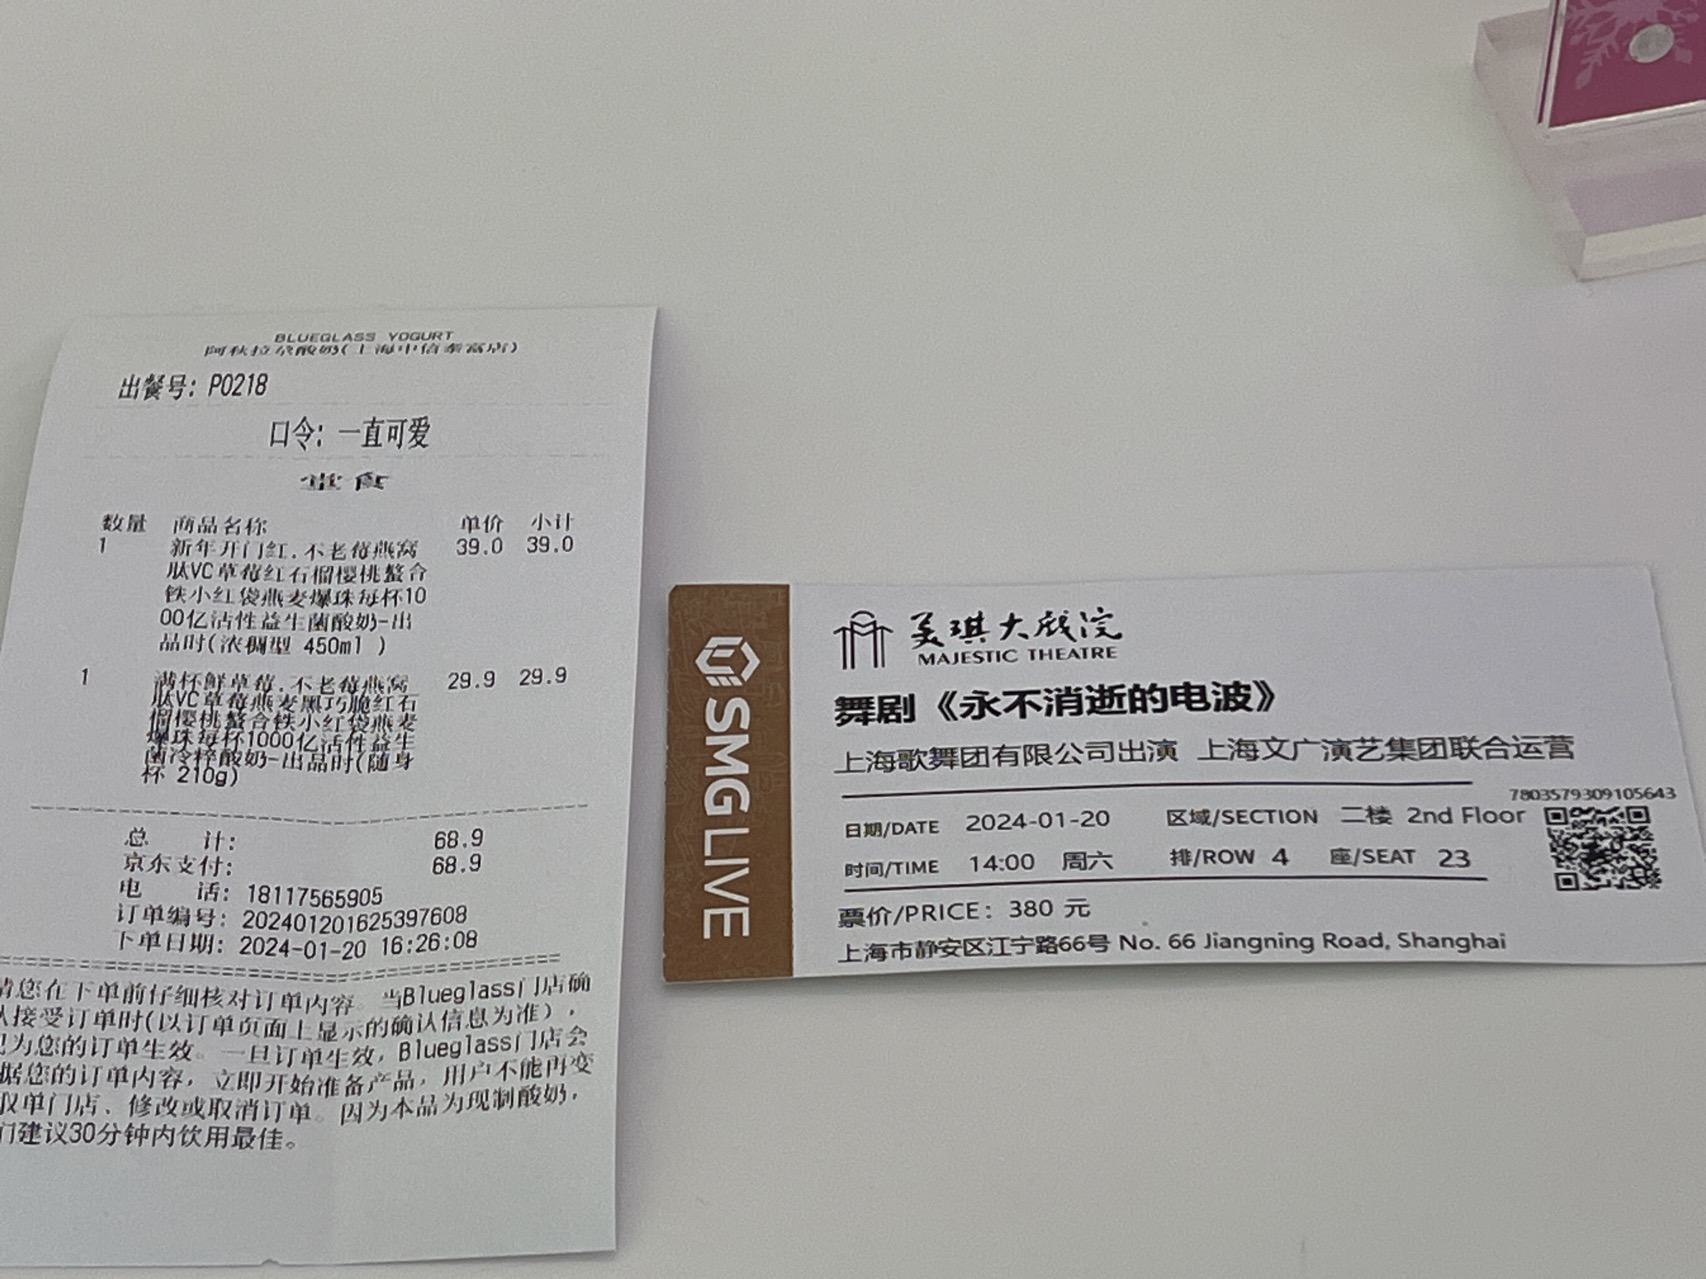 BLUEGLASS YOGURT
阿秋拉尕酸奶(上海中信泰富店)
出餐号: P0218
口令: 一直可爱
堂食
数量 商品名称 单价 小计
1 新年开门红.不老莓燕窝 39.0 39.0
肽VC草莓红石榴樱桃螯合
铁小红袋燕麦爆珠每杯10
00亿活性益生菌酸奶-出
品时(浓稠型 450ml )
1 满杯鲜草莓.不老莓燕窝 29.9 29.9
肽VC草莓燕麦黑巧脆红石
榴樱桃螯合铁小红袋燕麦
爆珠每杯1000亿活性益生
菌冷榨酸奶-出品时(随身
杯 210g)
总 计: 68.9
京东支付: 68.9
电 话: 18117565905
订单编号: 202401201625397608
下单日期: 2024-01-20 16:26:08
请您在下单前仔细核对订单内容。当Blueglass门店确
认接受订单时(以订单页面上显示的确认信息为准),
视为您的订单生效。一旦订单生效, Blueglass门店会
据您的订单内容, 立即开始准备产品, 用户不能再变
取单门店、修改或取消订单。因为本品为现制酸奶,
们建议30分钟内饮用最佳。
SMG LIVE
美琪大戏院
MAJESTIC THEATRE
舞剧《永不消逝的电波》
上海歌舞团有限公司出演 上海文广演艺集团联合运营
7803579309105643
日期/DATE 2024-01-20 区域/SECTION 二楼 2nd Floor
时间/TIME 14:00 周六 排/ROW 4 座/SEAT 23
票价/PRICE: 380 元
上海市静安区江宁路66号 No. 66 Jiangning Road, Shanghai